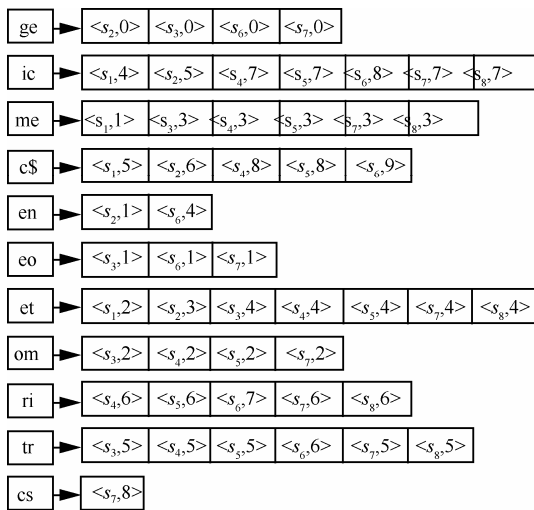 ge <s₂,0> <s₃,0> <s₆,0> <s₇,0>
ic <s₁,4> <s₂,5> <s₄,7> <s₅,7> <s₆,8> <s₇,7> <s₈,7>
me <s₁,1> <s₃,3> <s₄,3> <s₅,3> <s₇,3> <s₈,3>
c$ <s₁,5> <s₂,6> <s₄,8> <s₅,8> <s₆,9>
en <s₂,1> <s₆,4>
eo <s₃,1> <s₆,1> <s₇,1>
et <s₁,2> <s₂,3> <s₃,4> <s₄,4> <s₅,4> <s₇,4> <s₈,4>
om <s₃,2> <s₄,2> <s₅,2> <s₇,2>
ri <s₄,6> <s₅,6> <s₆,7> <s₇,6> <s₈,6>
tr <s₃,5> <s₄,5> <s₅,5> <s₆,6> <s₇,5> <s₈,5>
cs <s₇,8>